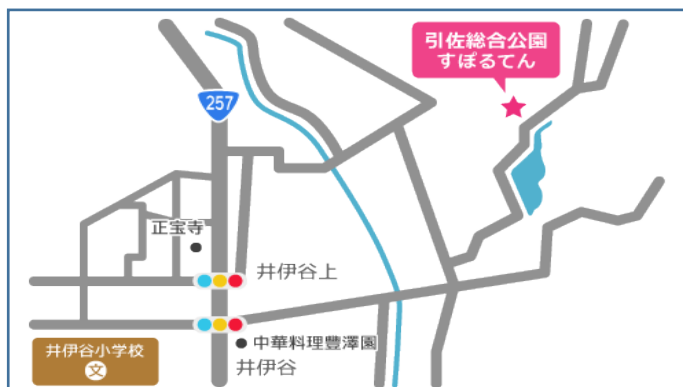 引佐総合公園
すぽるてん
257
正宝寺
井伊谷上
中華料理豊澤園
井伊谷
井伊谷小学校
文